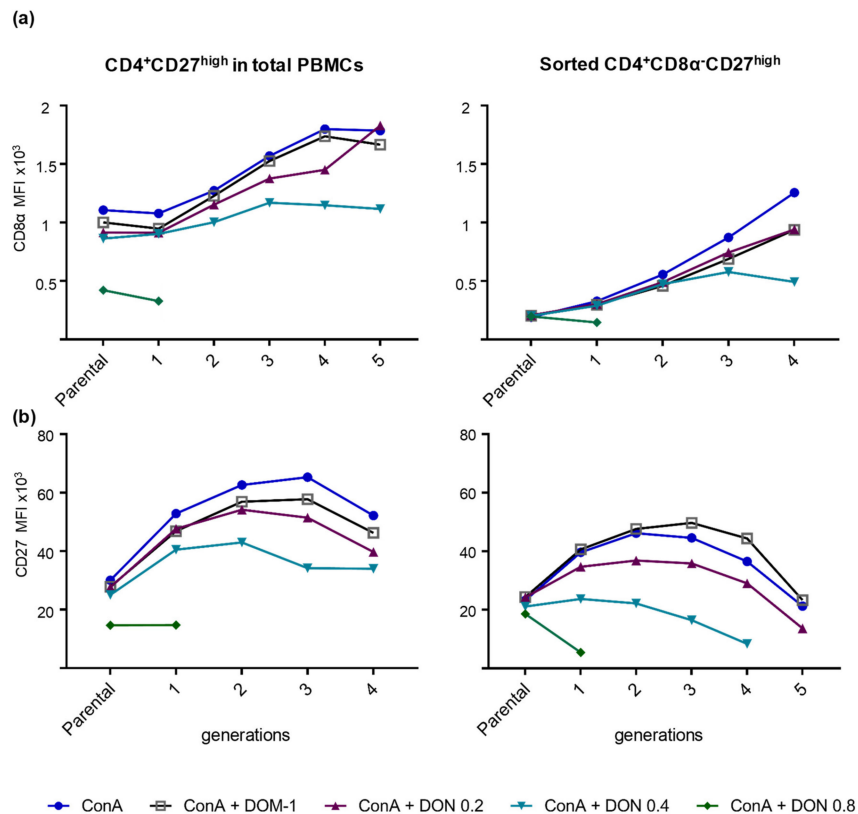 (a)
CD4⁺CD27ʰⁱᵍʰ in total PBMCs
Sorted CD4⁺CD8α⁻CD27ʰⁱᵍʰ
CD8α MFI x10³
2
1.5
1
0.5
Parental 1 2 3 4 5
2
1.5
1
0.5
Parental 1 2 3 4
(b)
CD27 MFI x10³
80
60
40
20
Parental 1 2 3 4
generations
80
60
40
20
Parental 1 2 3 4 5
generations
ConA ConA + DOM-1 ConA + DON 0.2 ConA + DON 0.4 ConA + DON 0.8